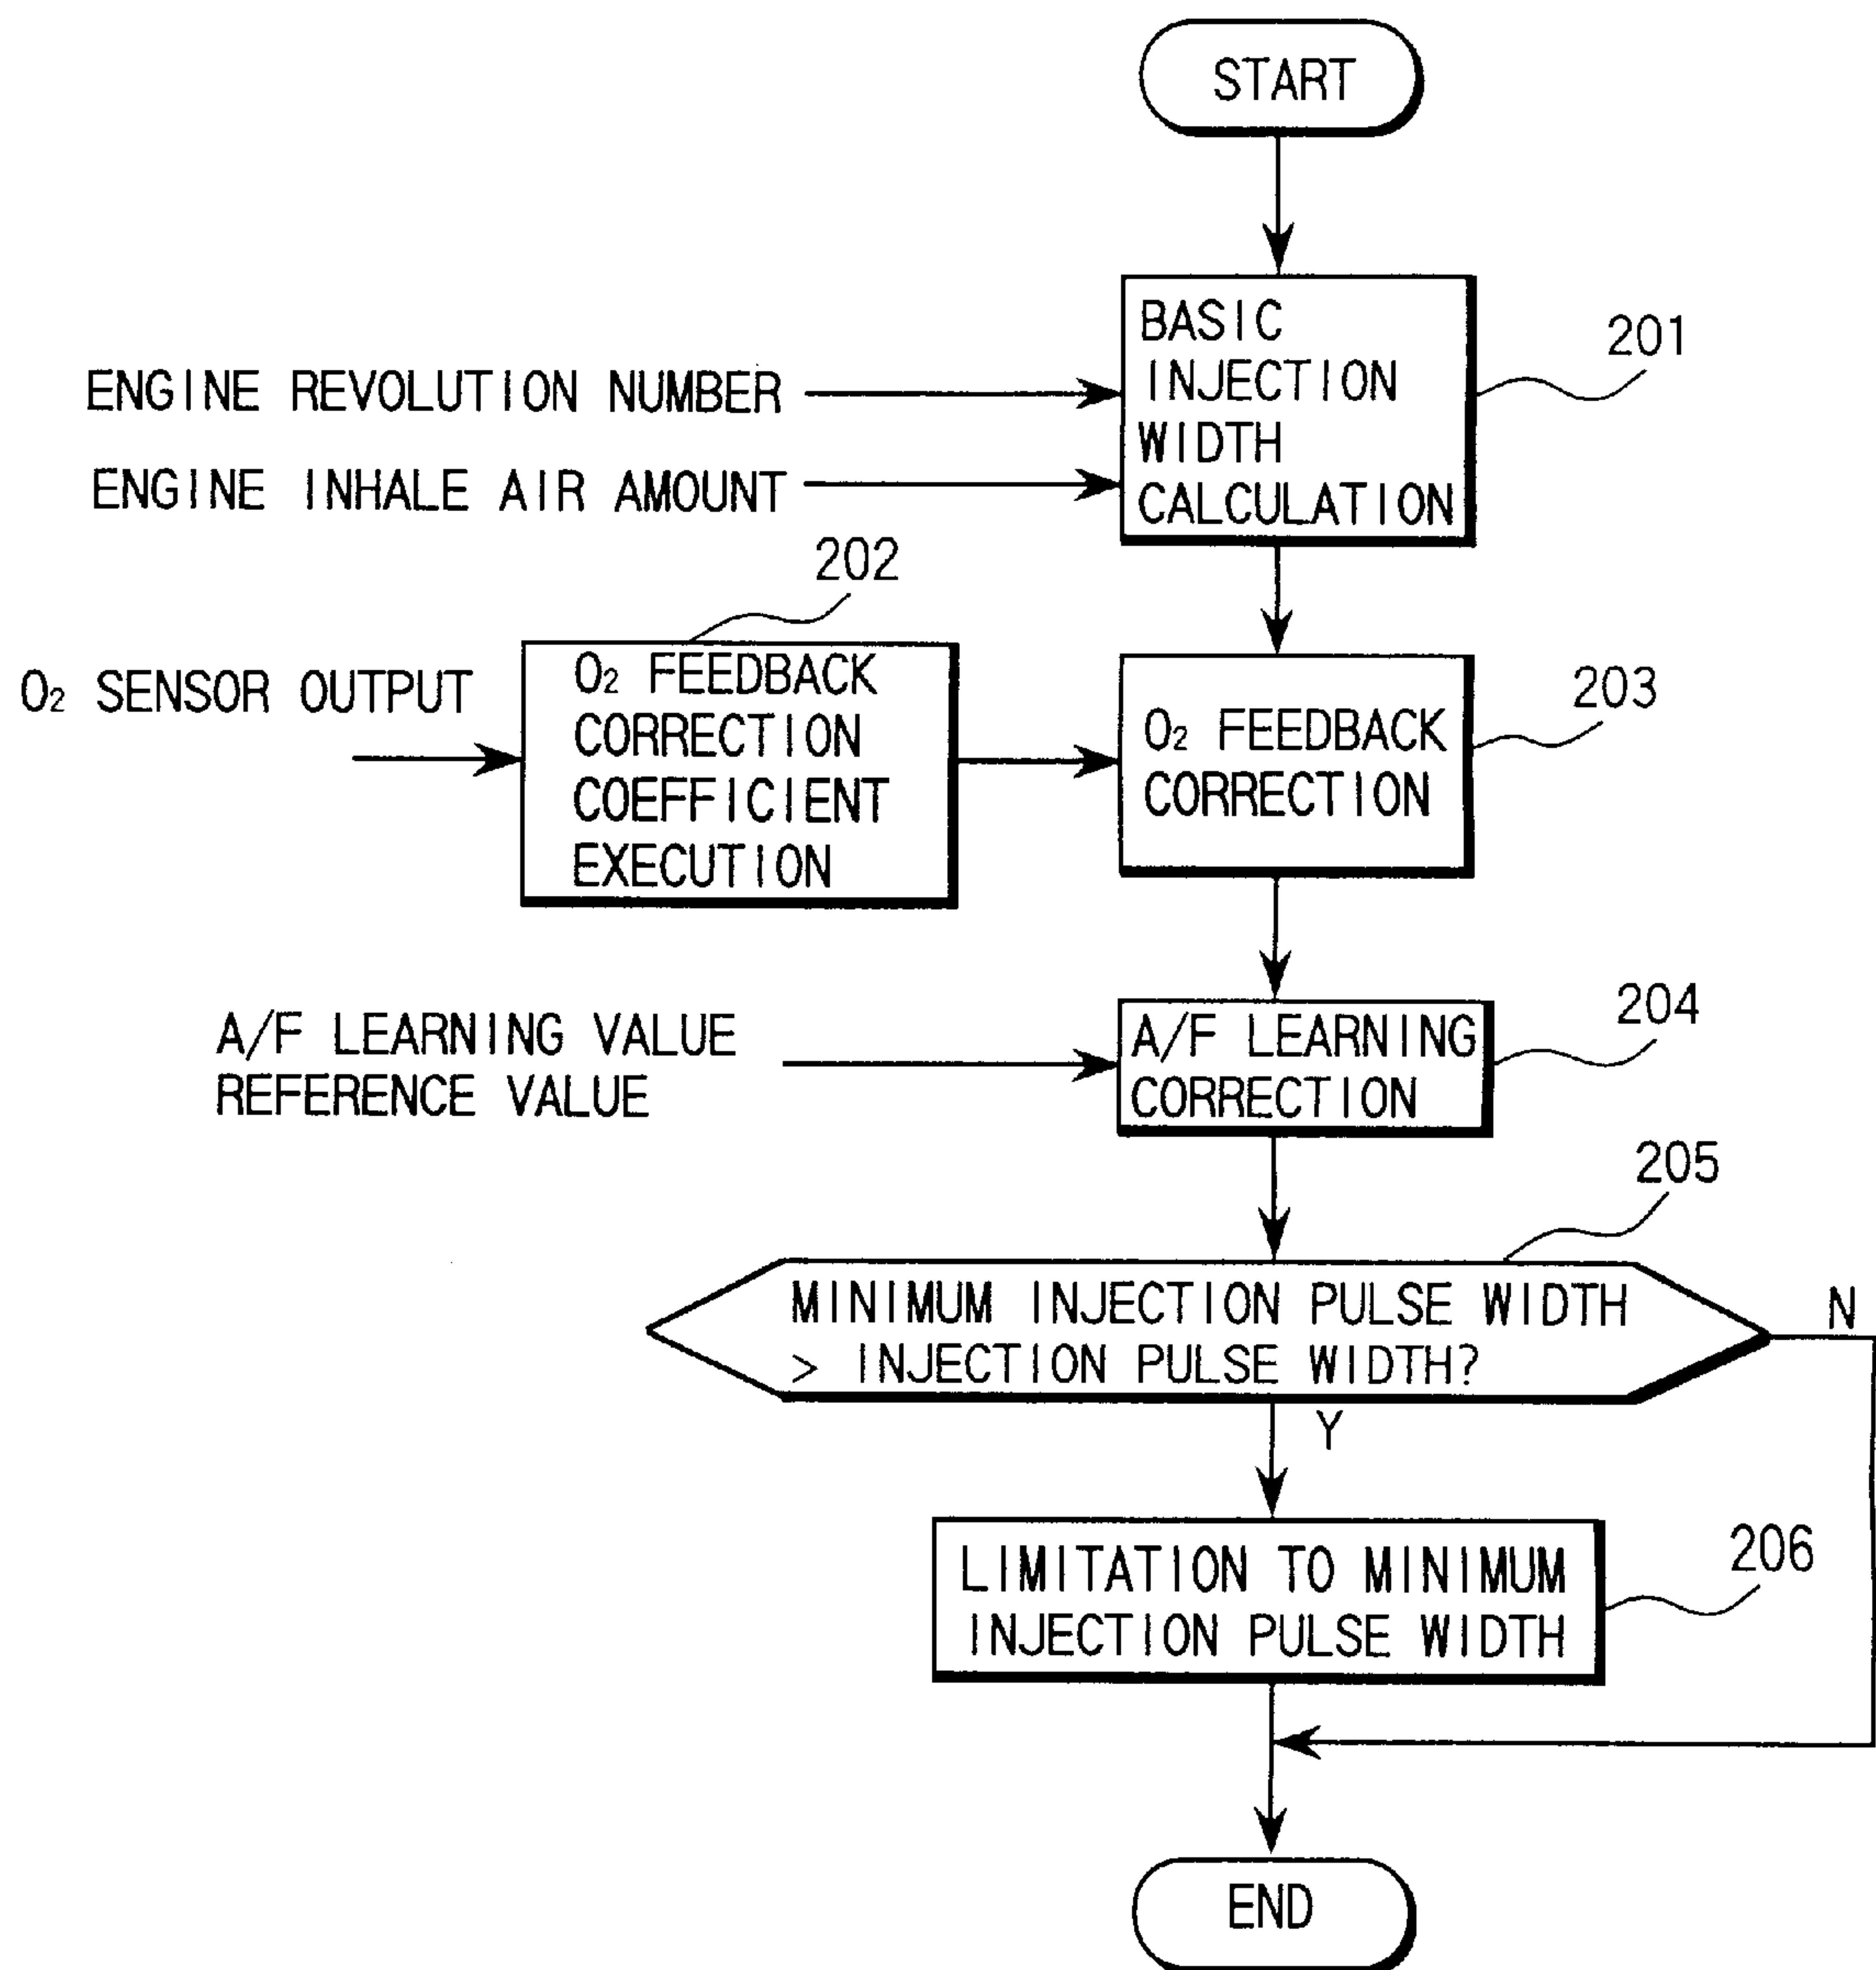 START
BASIC
INJECTION
WIDTH
CALCULATION
201
ENGINE REVOLUTION NUMBER
ENGINE INHALE AIR AMOUNT
202
O₂ SENSOR OUTPUT
O₂ FEEDBACK
CORRECTION
COEFFICIENT
EXECUTION
203
O₂ FEEDBACK
CORRECTION
A/F LEARNING VALUE
REFERENCE VALUE
A/F LEARNING
CORRECTION
204
205
MINIMUM INJECTION PULSE WIDTH
> INJECTION PULSE WIDTH?
N
Y
LIMITATION TO MINIMUM
INJECTION PULSE WIDTH
206
END